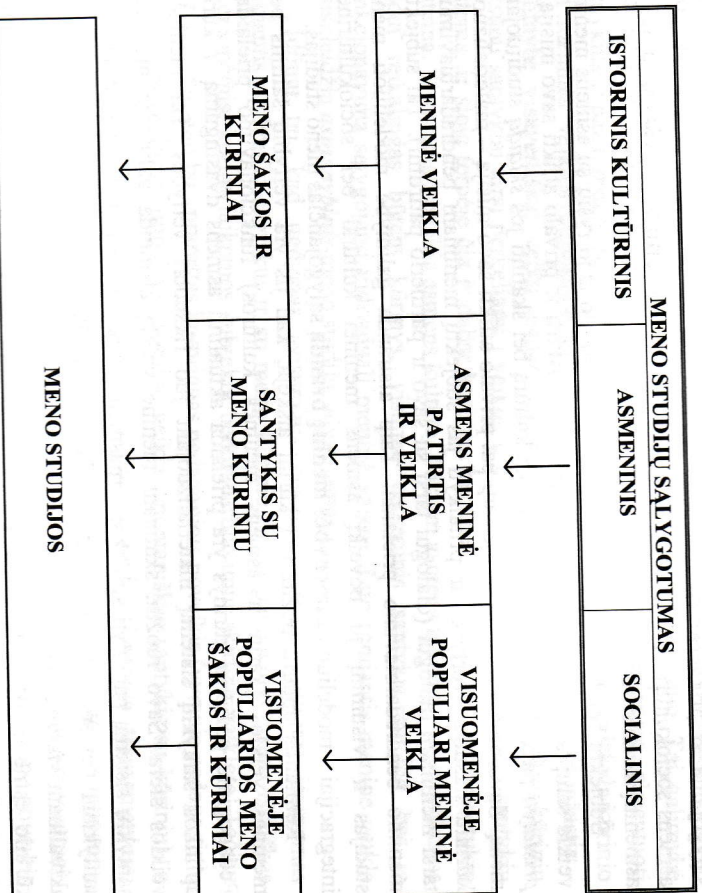 MENO STUDIJŲ SĄLYGOTUMAS
ISTORINIS KULTŪRINIS
ASMENINIS
SOCIALINIS
MENINĖ VEIKLA
ASMENS MENINĖ
PATIRTIS
IR VEIKLA
VISUOMENĖJE
POPULIARI MENINĖ
VEIKLA
MENO ŠAKOS IR
KŪRINIAI
SANTYKIS SU
MENO KŪRINIU
VISUOMENĖJE
POPULIARIOS MENO
ŠAKOS IR KŪRINIAI
MENO STUDIJOS